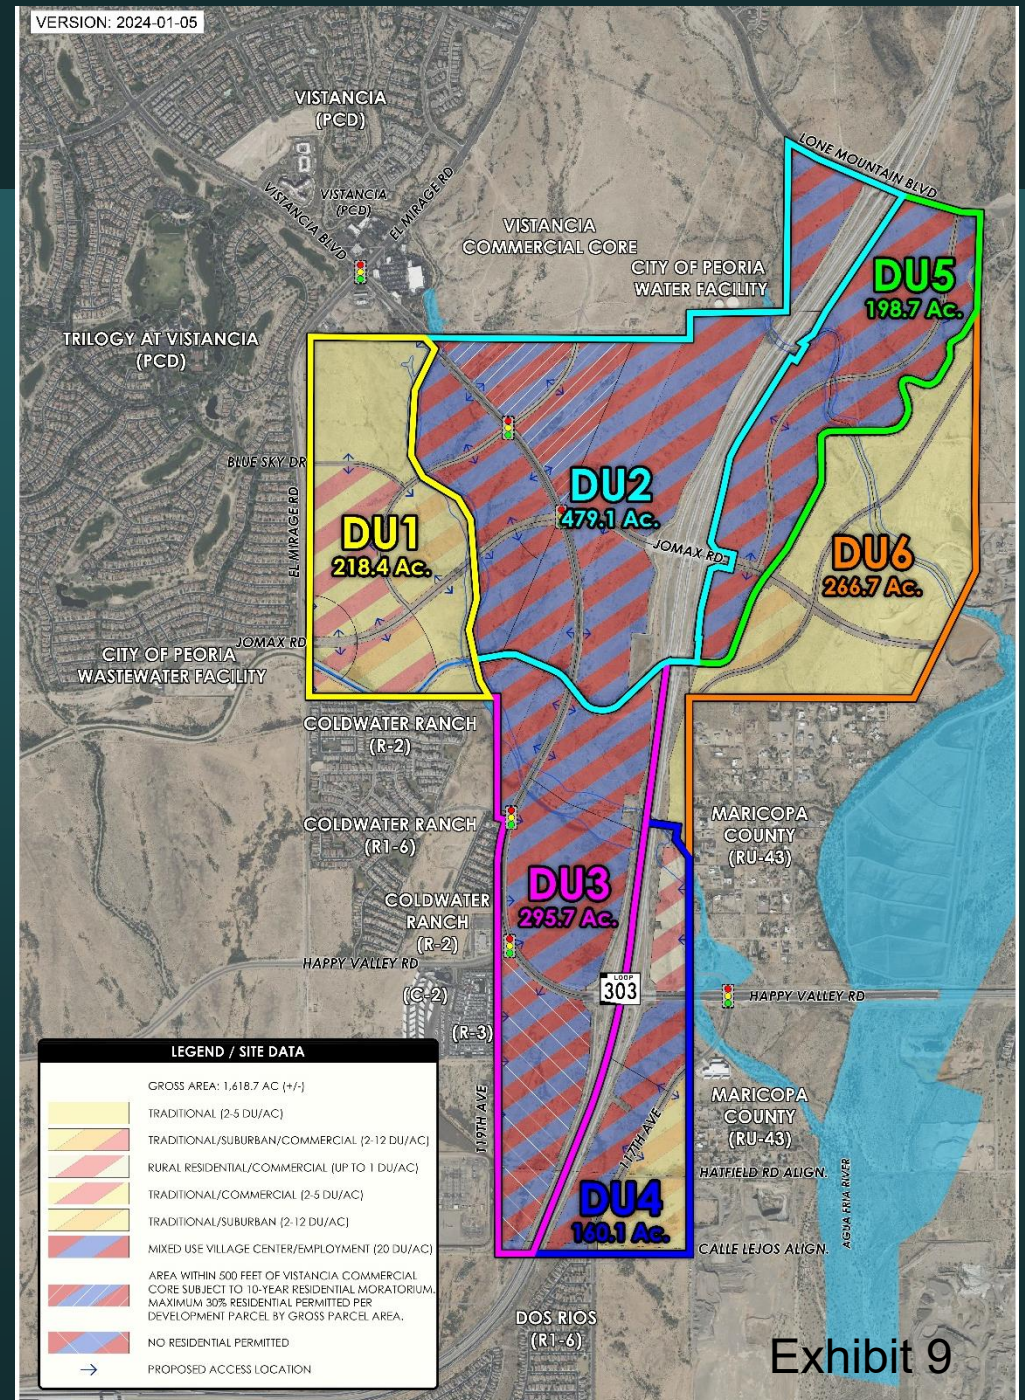 VERSION: 2024-01-05
VISTANCIA
(PCD)
LONE MOUNTAIN BLVD
VISTANCIA BLVD
VISTANCIA
(PCD)
EL MIRAGE RD
VISTANCIA
COMMERCIAL CORE
CITY OF PEORIA
WATER FACILITY
DU5
198.7 Ac.
TRILOGY AT VISTANCIA
(PCD)
BLUE SKY DR
EL MIRAGE RD
DU1
218.4 Ac.
DU2
479.1 Ac.
JOMAX RD
DU6
266.7 Ac.
JOMAX RD
CITY OF PEORIA
WASTEWATER FACILITY
COLDWATER RANCH
(R-2)
COLDWATER RANCH
(R1-6)
MARICOPA
COUNTY
(RU-43)
DU3
295.7 Ac.
COLDWATER
RANCH
(R-2)
HAPPY VALLEY RD
LOOP
303
HAPPY VALLEY RD
(C-2)
(R-3)
119TH AVE
117TH AVE
MARICOPA
COUNTY
(RU-43)
HATFIELD RD ALIGN.
AGUA FRIA RIVER
DU4
160.1 Ac.
CALLE LEJOS ALIGN.
DOS RIOS
(R1-6)
LEGEND / SITE DATA
GROSS AREA: 1,618.7 AC (+/-)
TRADITIONAL (2-5 DU/AC)
TRADITIONAL/SUBURBAN/COMMERCIAL (2-12 DU/AC)
RURAL RESIDENTIAL/COMMERCIAL (UP TO 1 DU/AC)
TRADITIONAL/COMMERCIAL (2-5 DU/AC)
TRADITIONAL/SUBURBAN (2-12 DU/AC)
MIXED USE VILLAGE CENTER/EMPLOYMENT (20 DU/AC)
AREA WITHIN 500 FEET OF VISTANCIA COMMERCIAL
CORE SUBJECT TO 10-YEAR RESIDENTIAL MORATORIUM.
MAXIMUM 30% RESIDENTIAL PERMITTED PER
DEVELOPMENT PARCEL BY GROSS PARCEL AREA.
NO RESIDENTIAL PERMITTED
PROPOSED ACCESS LOCATION
Exhibit 9